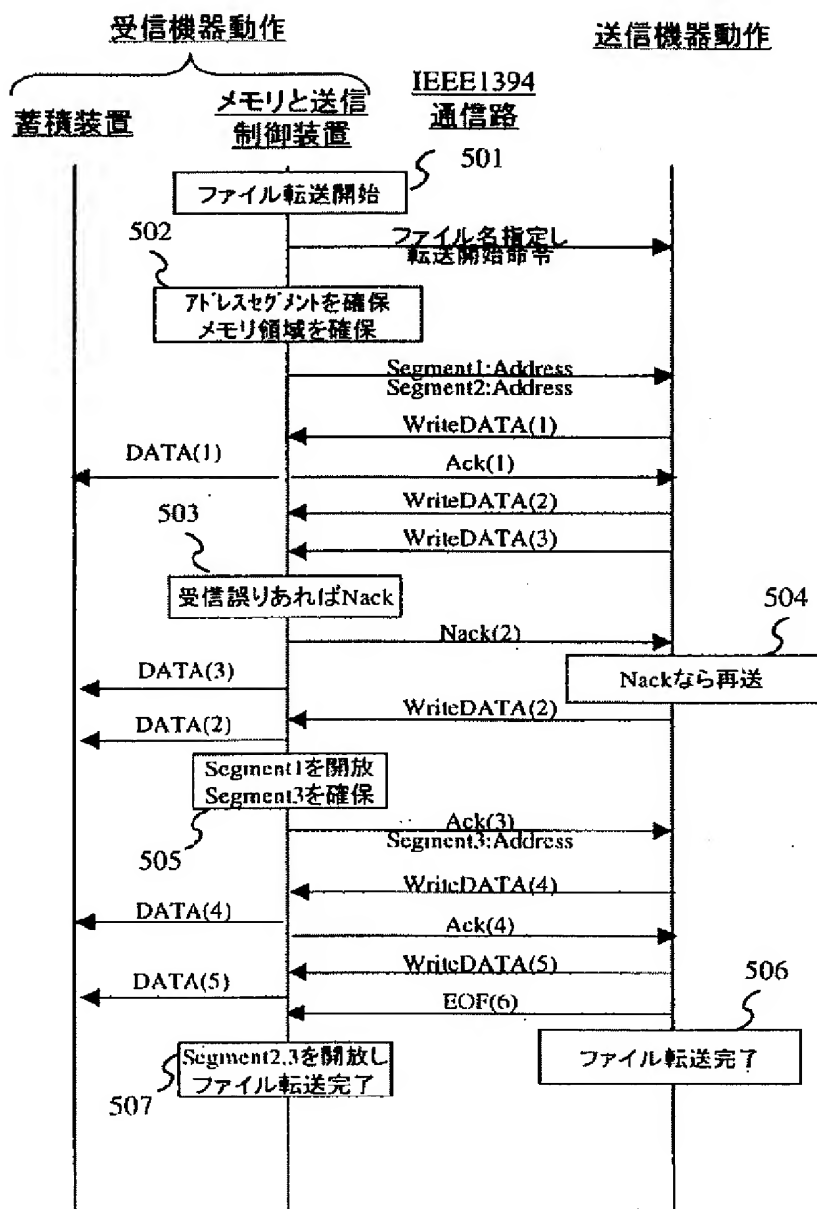 受信機器動作
送信機器動作
蓄積装置
メモリと送信
制御装置
IEEE1394
通信路
501
ファイル転送開始
502
ファイル名指定し
転送開始命令
アドレスセグメントを確保
メモリ領域を確保
Segment1:Address
Segment2:Address
WriteDATA(1)
DATA(1)
Ack(1)
WriteDATA(2)
503
WriteDATA(3)
受信誤りあればNack
504
Nack(2)
DATA(3)
Nackなら再送
WriteDATA(2)
DATA(2)
Segment1を開放
Segment3を確保
505
Ack(3)
Segment3:Address
WriteDATA(4)
DATA(4)
Ack(4)
WriteDATA(5)
506
DATA(5)
EOF(6)
Segment2.3を開放し
ファイル転送完了
ファイル転送完了
507